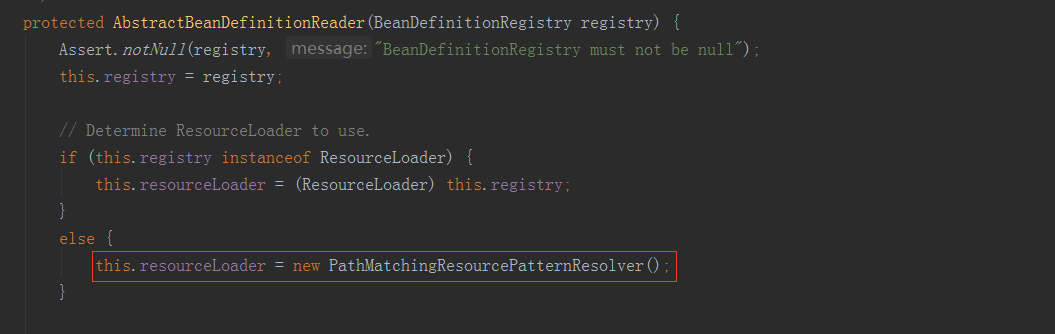 protected AbstractBeanDefinitionReader(BeanDefinitionRegistry registry) {
    Assert.notNull(registry, message: "BeanDefinitionRegistry must not be null");
    this.registry = registry;
    // Determine ResourceLoader to use.
    if (this.registry instanceof ResourceLoader) {
        this.resourceLoader = (ResourceLoader) this.registry;
    }
    else {
        this.resourceLoader = new PathMatchingResourcePatternResolver();
    }